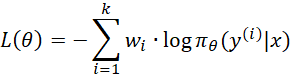 L(θ) = −∑_{i=1}^{k} w_i · log π_θ(y^{(i)}|x)